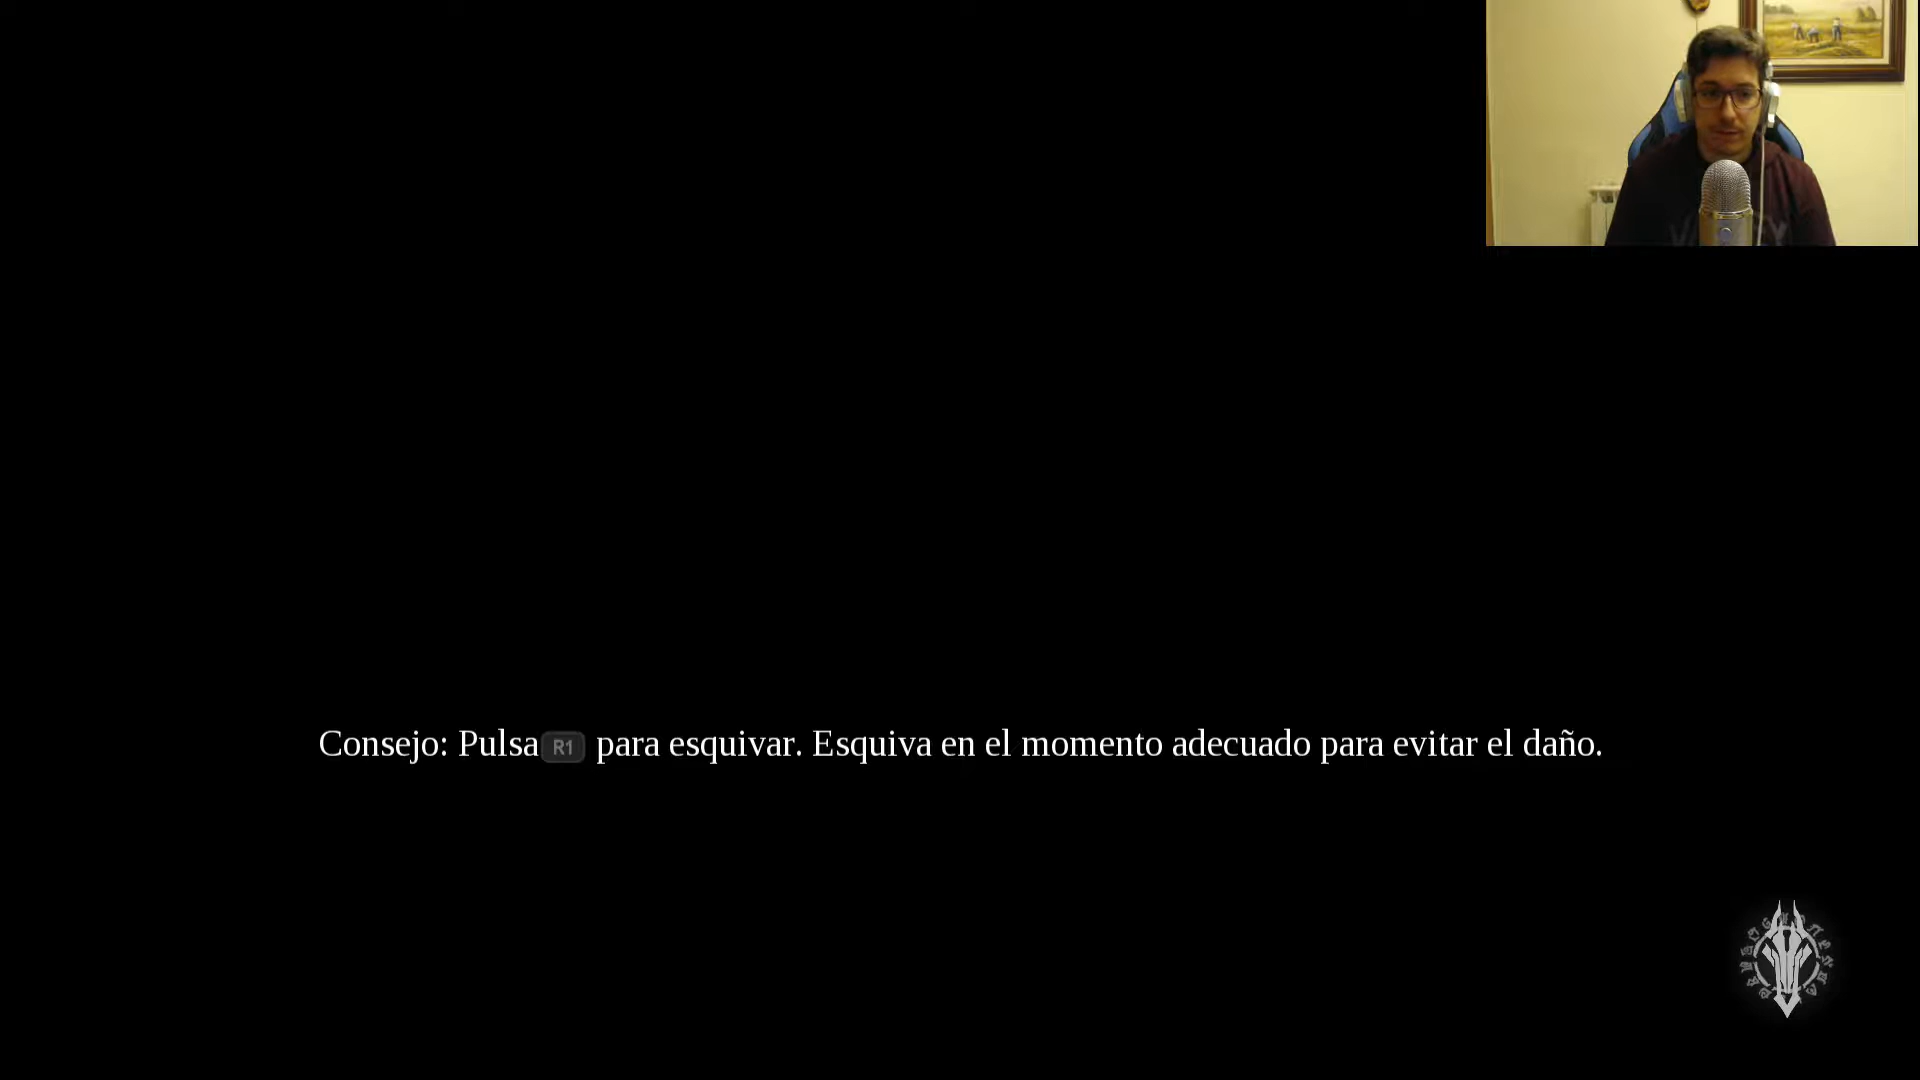 Consejo: Pulsa R1 para esquivar. Esquiva en el momento adecuado para evitar el daño.